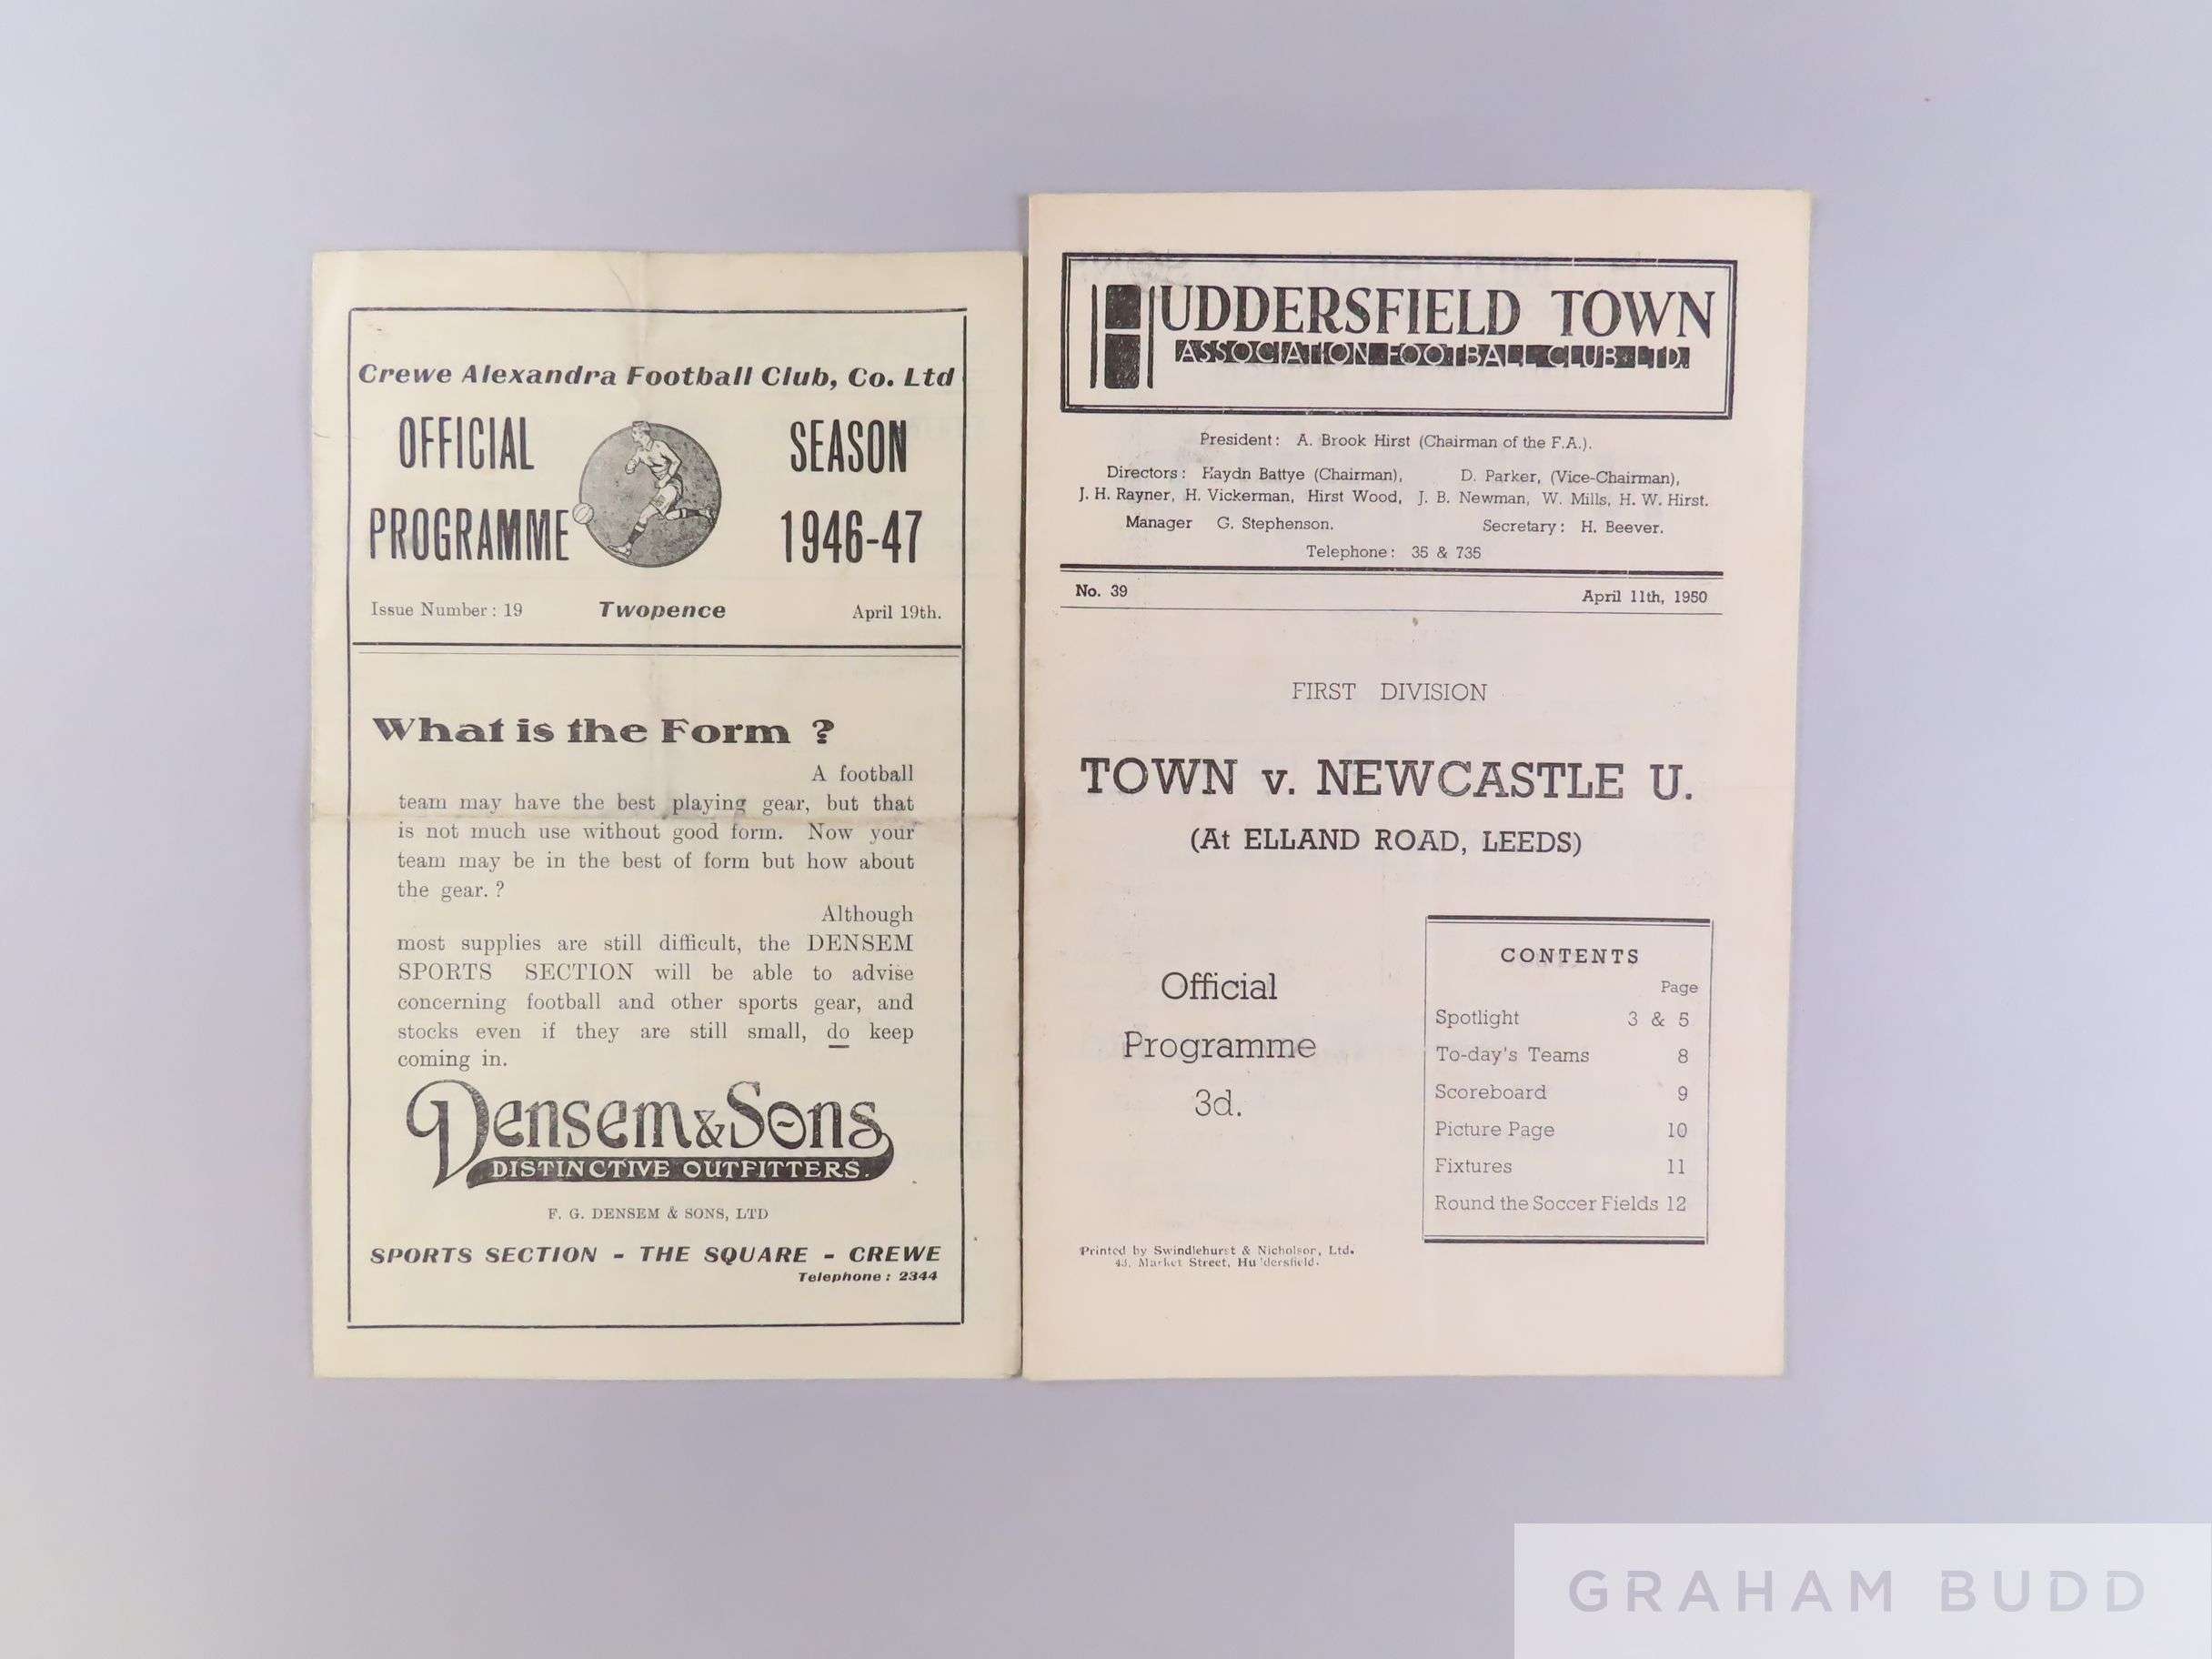 Crewe Alexandra Football Club, Co. Ltd
OFFICIAL SEASON
PROGRAMME 1946-47
Issue Number : 19 Twopence April 19th.
What is the Form ?
A football
team may have the best playing gear, but that
is not much use without good form. Now your
team may be in the best of form but how about
the gear. ?
Although
most supplies are still difficult, the DENSEM
SPORTS SECTION will be able to advise
concerning football and other sports gear, and
stocks even if they are still small, do keep
coming in.
Densem & Sons
DISTINCTIVE OUTFITTERS.
F. G. DENSEM & SONS, LTD
SPORTS SECTION - THE SQUARE - CREWE
Telephone : 2344
HUDDERSFIELD TOWN
ASSOCIATION FOOTBALL CLUB LTD.
President: A. Brook Hirst (Chairman of the F.A.).
Directors: Haydn Battye (Chairman), D. Parker, (Vice-Chairman),
J. H. Rayner, H. Vickerman, Hirst Wood, J. B. Newman, W. Mills, H. W. Hirst.
Manager G. Stephenson. Secretary: H. Beever.
Telephone: 35 & 735
No. 39 April 11th, 1950
FIRST DIVISION
TOWN v. NEWCASTLE U.
(At ELLAND ROAD, LEEDS)
Official
Programme
3d.
CONTENTS
Page
Spotlight 3 & 5
To-day's Teams 8
Scoreboard 9
Picture Page 10
Fixtures 11
Round the Soccer Fields 12
Printed by Swindlehurst & Nicholson, Ltd.
Market Street, Huddersfield.
GRAHAM BUDD